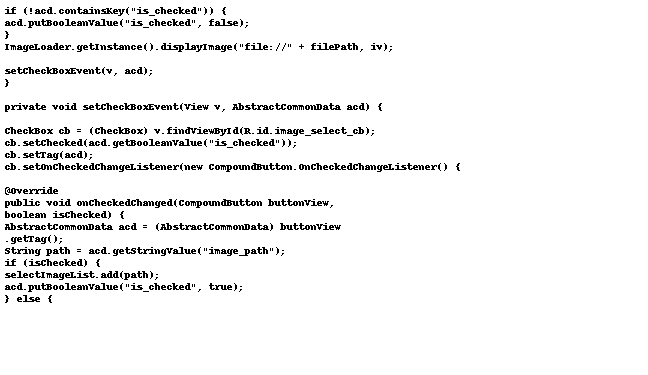 if (!acd.containsKey("is_checked")) {
acd.putBooleanValue("is_checked", false);
}
ImageLoader.getInstance().displayImage("file://" + filePath, iv);

setCheckBoxEvent(v, acd);
}

private void setCheckBoxEvent(View v, AbstractCommonData acd) {

CheckBox cb = (CheckBox) v.findViewById(R.id.image_select_cb);
cb.setChecked(acd.getBooleanValue("is_checked"));
cb.setTag(acd);
cb.setOnCheckedChangeListener(new CompoundButton.OnCheckedChangeListener() {

@Override
public void onCheckedChanged(CompoundButton buttonView,
boolean isChecked) {
AbstractCommonData acd = (AbstractCommonData) buttonView
.getTag();
String path = acd.getStringValue("image_path");
if (isChecked) {
selectImageList.add(path);
acd.putBooleanValue("is_checked", true);
} else {